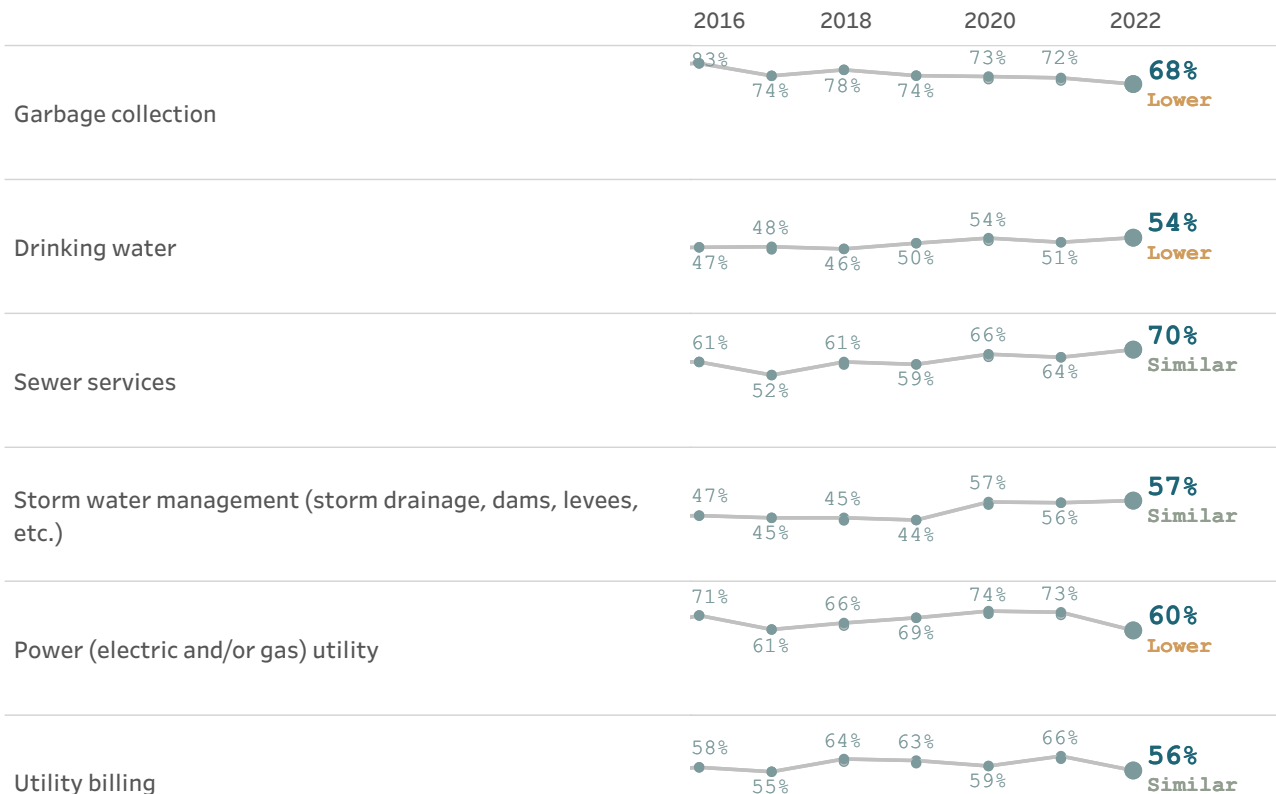 2016 2018 2020 2022
83% 73% 72% 68%
Garbage collection 74% 78% 74% Lower
48% 54% 54%
Drinking water 47% 46% 50% 51% Lower
61% 61% 66% 70%
Sewer services 52% 59% 64% Similar
47% 45% 57% 57%
Storm water management (storm drainage, dams, levees,
etc.) 45% 44% 56% Similar
71% 66% 74% 73% 60%
Power (electric and/or gas) utility 61% 69% Lower
58% 64% 63% 66% 56%
Utility billing 55% 59% Similar